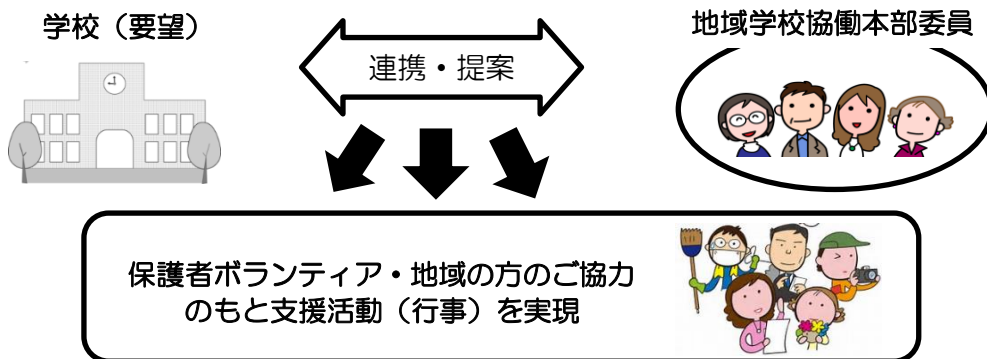 学校（要望）
連携・提案
地域学校協働本部委員
保護者ボランティア・地域の方のご協力
のもと支援活動（行事）を実現